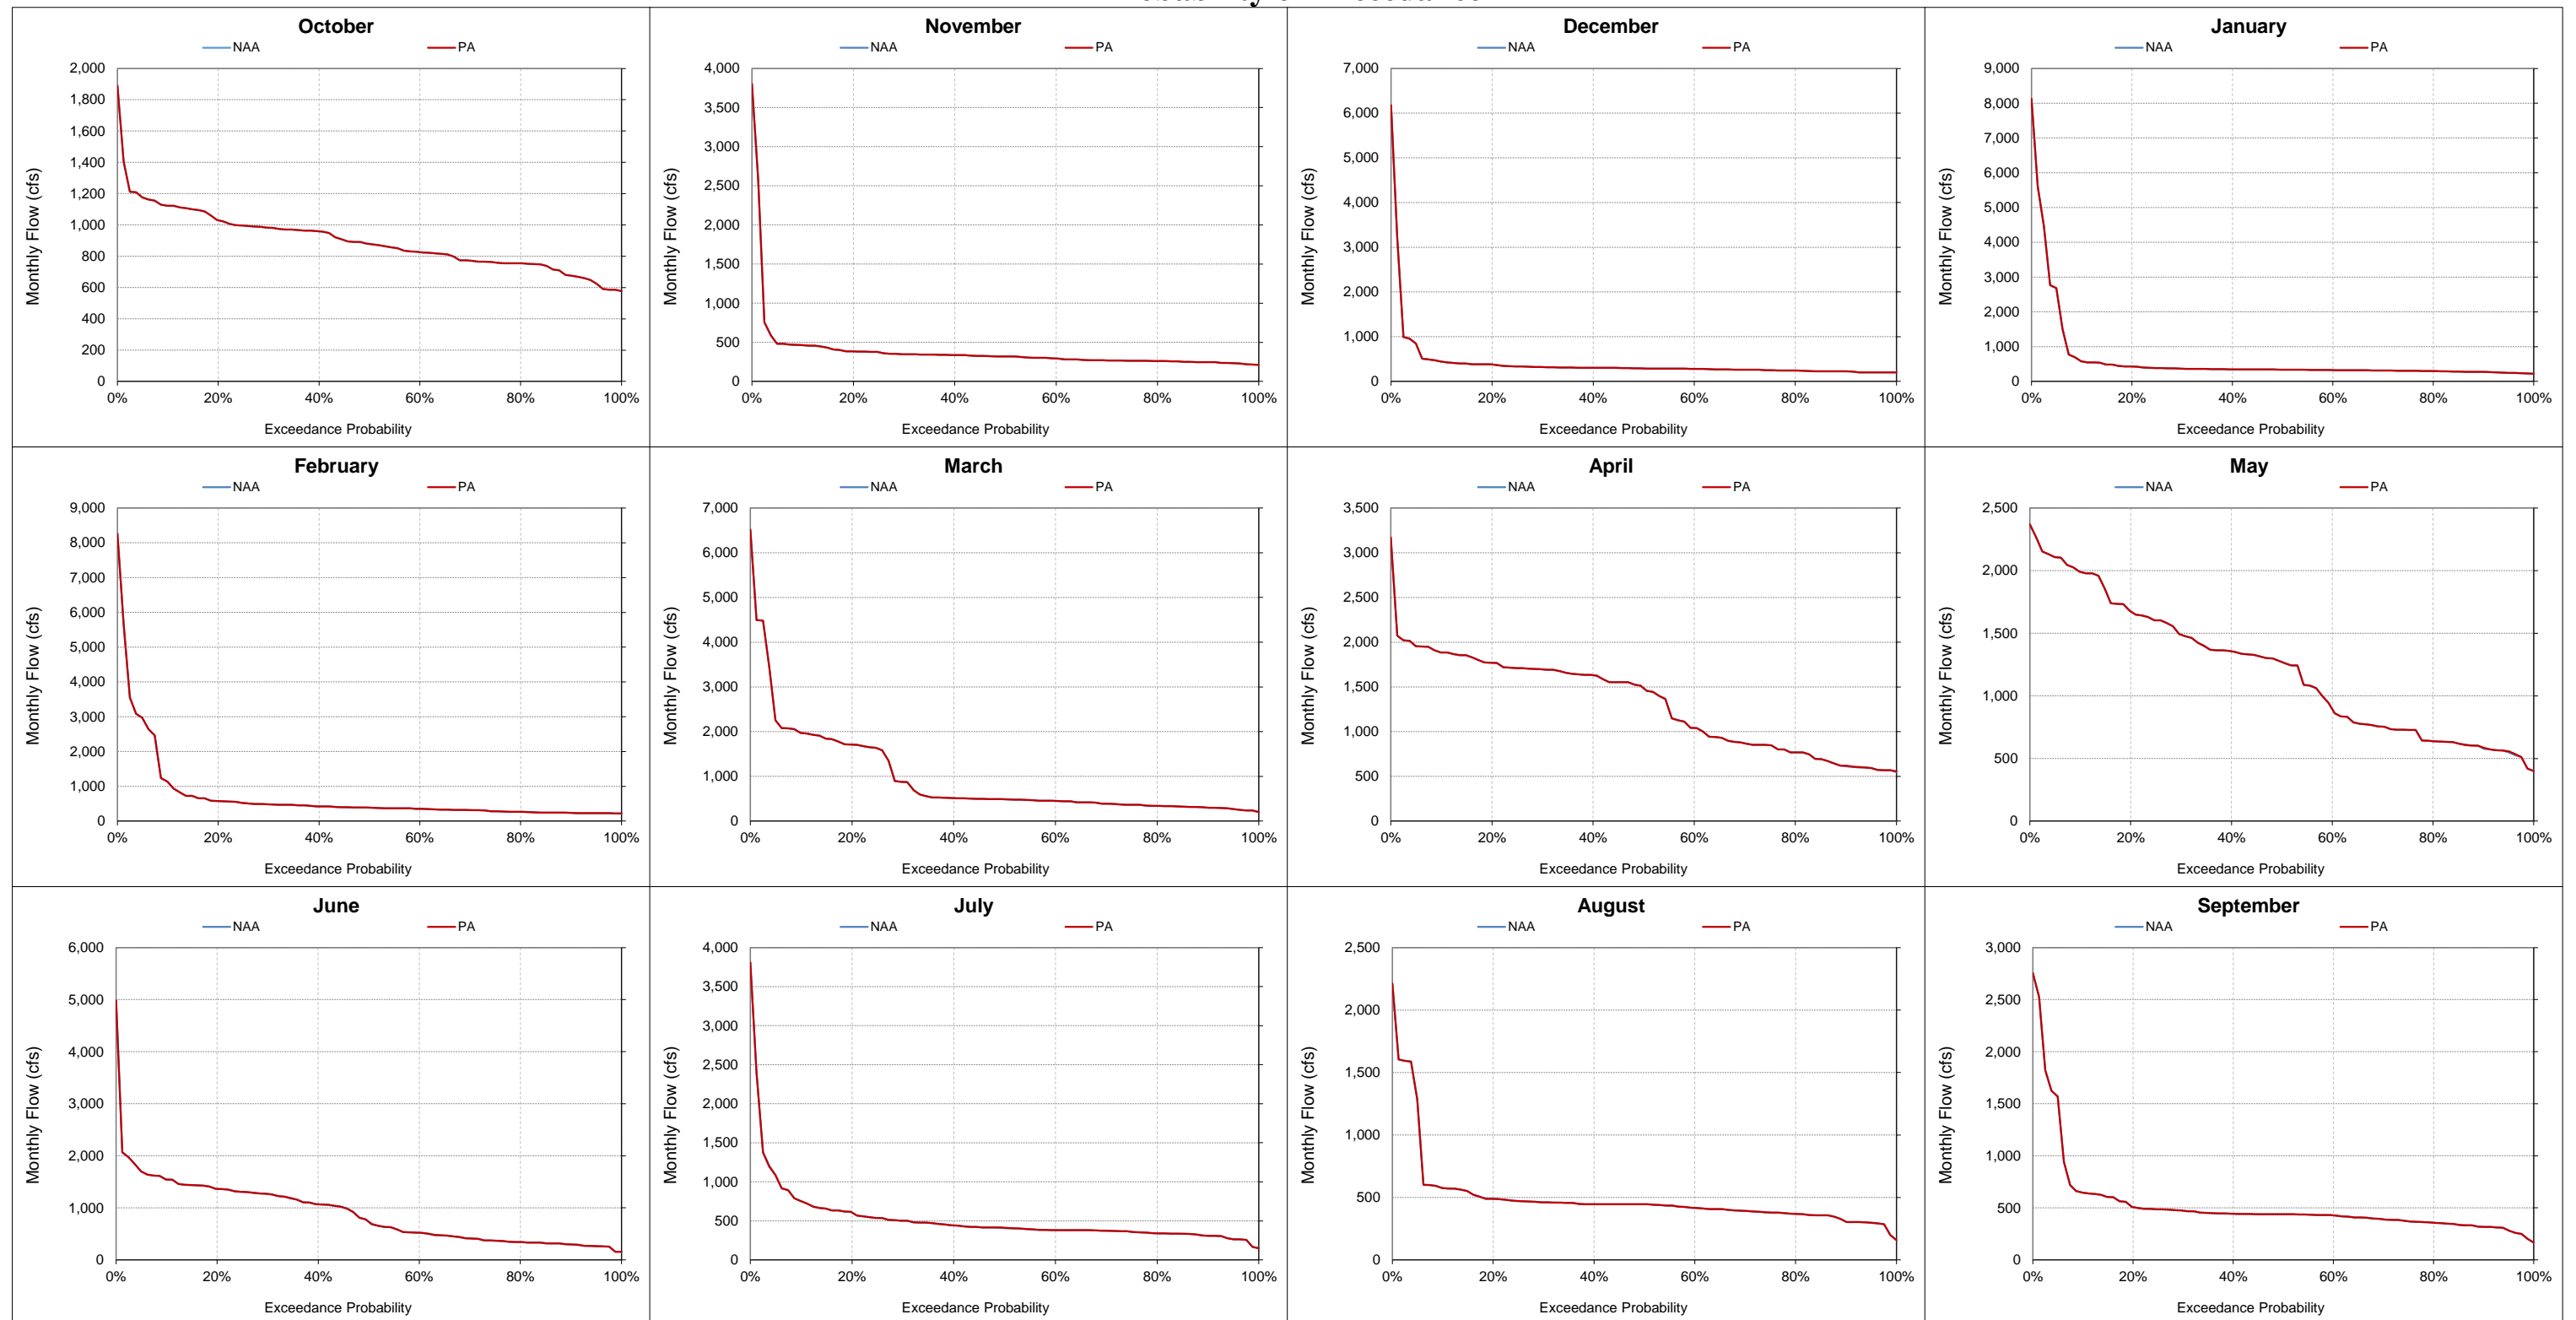 October
NAA PA
2,000
1,800
1,600
1,400
1,200
1,000
800
600
400
200
0
Monthly Flow (cfs)
0% 20% 40% 60% 80% 100%
Exceedance Probability
November
NAA PA
4,000
3,500
3,000
2,500
2,000
1,500
1,000
500
0
Monthly Flow (cfs)
0% 20% 40% 60% 80% 100%
Exceedance Probability
December
NAA PA
7,000
6,000
5,000
4,000
3,000
2,000
1,000
0
Monthly Flow (cfs)
0% 20% 40% 60% 80% 100%
Exceedance Probability
January
NAA PA
9,000
8,000
7,000
6,000
5,000
4,000
3,000
2,000
1,000
0
Monthly Flow (cfs)
0% 20% 40% 60% 80% 100%
Exceedance Probability
February
NAA PA
9,000
8,000
7,000
6,000
5,000
4,000
3,000
2,000
1,000
0
Monthly Flow (cfs)
0% 20% 40% 60% 80% 100%
Exceedance Probability
March
NAA PA
7,000
6,000
5,000
4,000
3,000
2,000
1,000
0
Monthly Flow (cfs)
0% 20% 40% 60% 80% 100%
Exceedance Probability
April
NAA PA
3,500
3,000
2,500
2,000
1,500
1,000
500
0
Monthly Flow (cfs)
0% 20% 40% 60% 80% 100%
Exceedance Probability
May
NAA PA
2,500
2,000
1,500
1,000
500
0
Monthly Flow (cfs)
0% 20% 40% 60% 80% 100%
Exceedance Probability
June
NAA PA
6,000
5,000
4,000
3,000
2,000
1,000
0
Monthly Flow (cfs)
0% 20% 40% 60% 80% 100%
Exceedance Probability
July
NAA PA
4,000
3,500
3,000
2,500
2,000
1,500
1,000
500
0
Monthly Flow (cfs)
0% 20% 40% 60% 80% 100%
Exceedance Probability
August
NAA PA
2,500
2,000
1,500
1,000
500
0
Monthly Flow (cfs)
0% 20% 40% 60% 80% 100%
Exceedance Probability
September
NAA PA
3,000
2,500
2,000
1,500
1,000
500
0
Monthly Flow (cfs)
0% 20% 40% 60% 80% 100%
Exceedance Probability